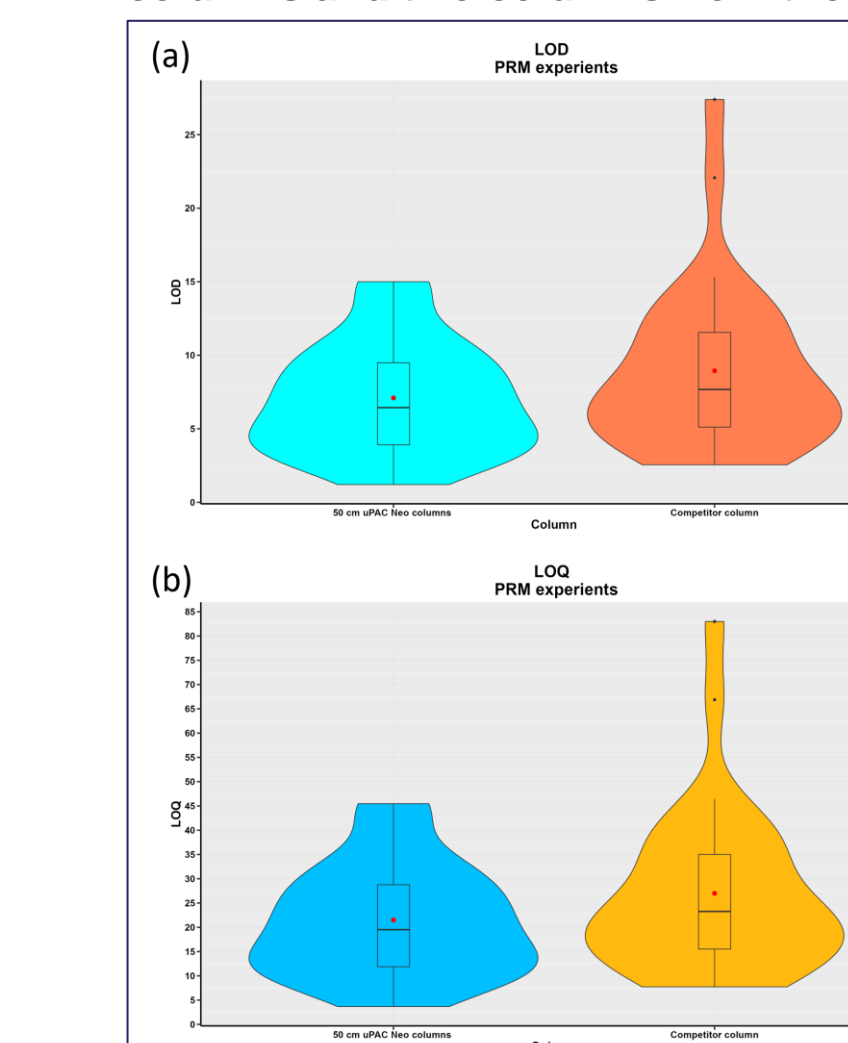 (a)
LOD
PRM experients
LOD
25
20
15
10
5
0
50 cm uPAC Neo columns
Competitor column
Column
(b)
LOQ
PRM experients
LOQ
85
80
75
70
65
60
55
50
45
40
35
30
25
20
15
10
5
0
50 cm uPAC Neo columns
Competitor column